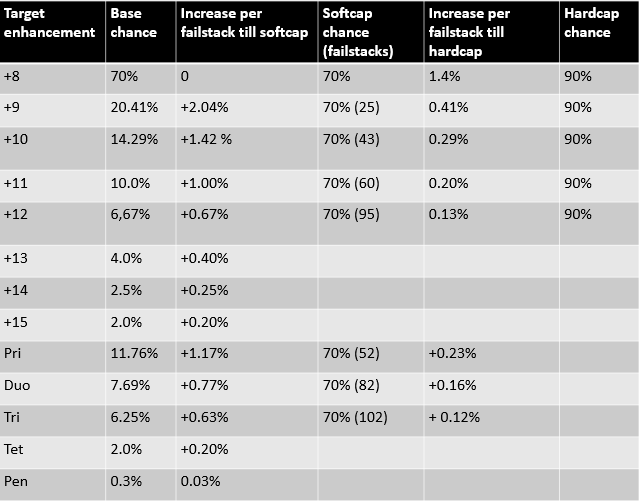 Target enhancement Base chance Increase per failstack till softcap Softcap chance (failstacks) Increase per failstack till hardcap Hardcap chance
+8 70% 0 70% 1.4% 90%
+9 20.41% +2.04% 70% (25) 0.41% 90%
+10 14.29% +1.42 % 70% (43) 0.29% 90%
+11 10.0% +1.00% 70% (60) 0.20% 90%
+12 6,67% +0.67% 70% (95) 0.13% 90%
+13 4.0% +0.40%
+14 2.5% +0.25%
+15 2.0% +0.20%
Pri 11.76% +1.17% 70% (52) +0.23%
Duo 7.69% +0.77% 70% (82) +0.16%
Tri 6.25% +0.63% 70% (102) + 0.12%
Tet 2.0% +0.20%
Pen 0.3% 0.03%